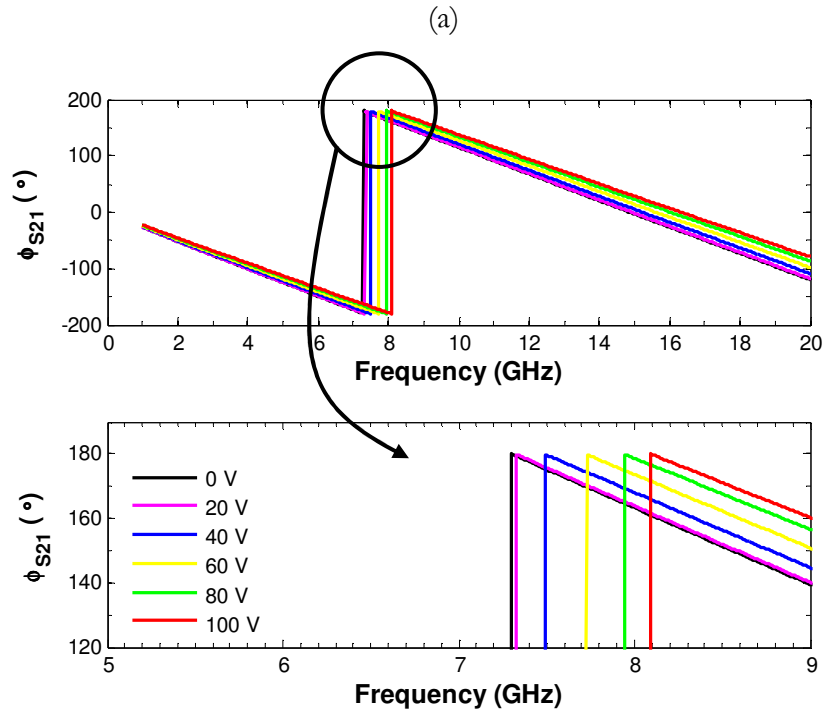 (a)
200
100
0
-100
-200
ϕS21 (°)
0 2 4 6 8 10 12 14 16 18 20
Frequency (GHz)
180
160
140
120
ϕS21 (°)
0 V
20 V
40 V
60 V
80 V
100 V
5 6 7 8 9
Frequency (GHz)